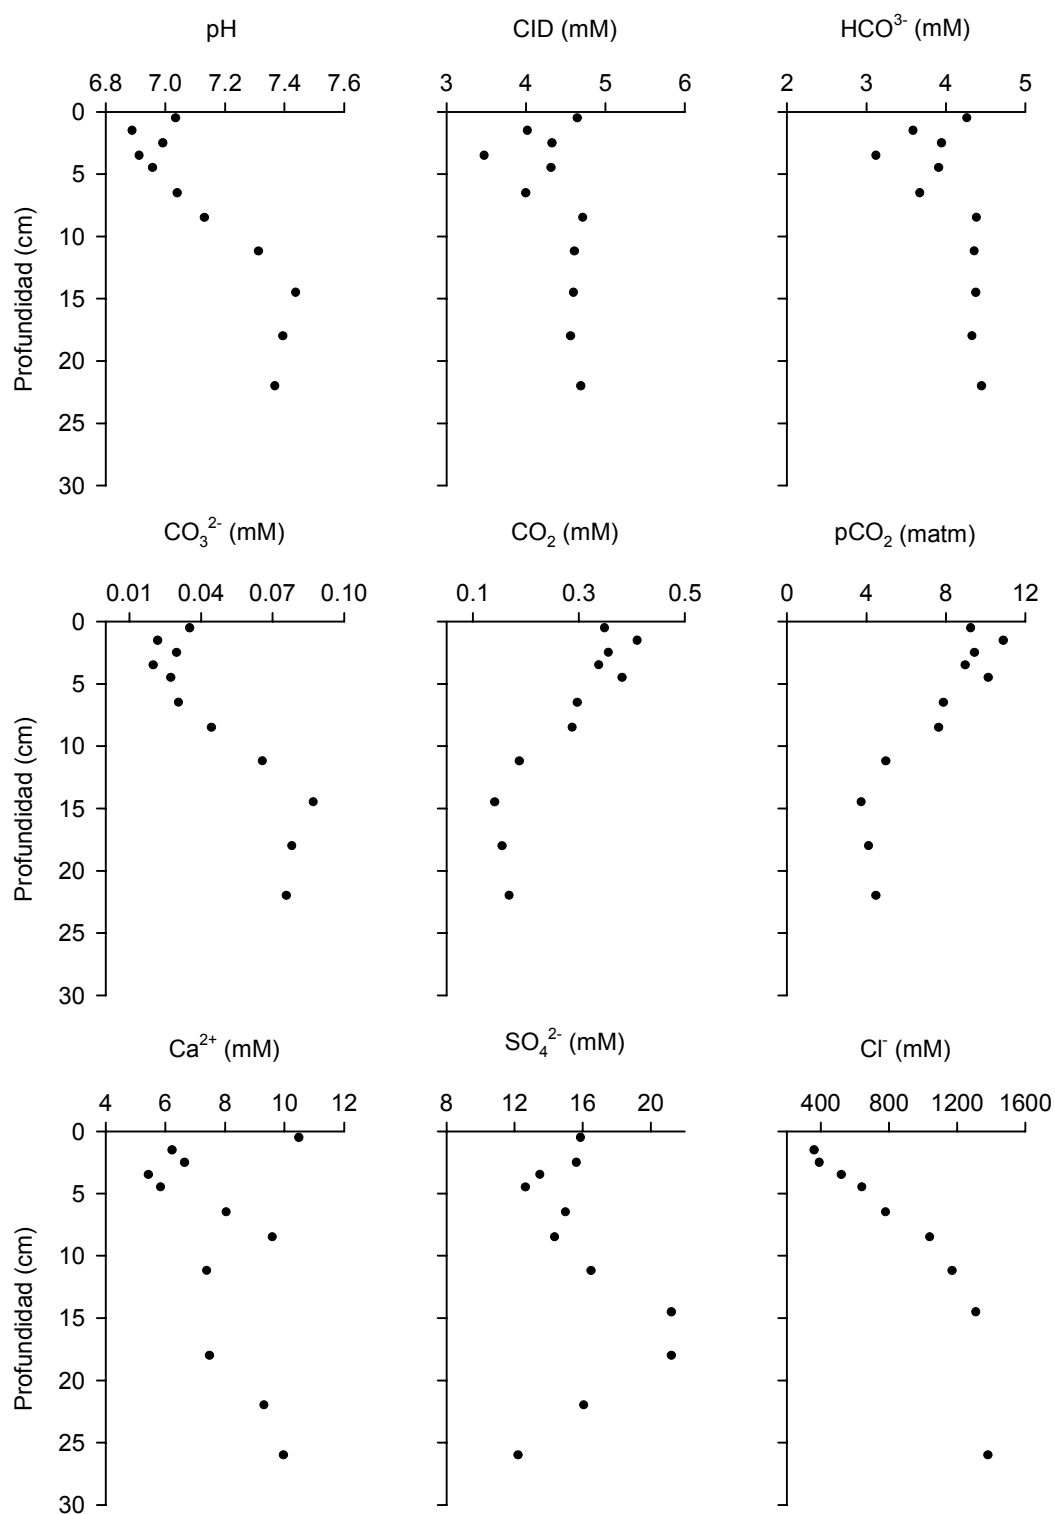 pH CID (mM) HCO³⁻ (mM)
6.8 7.0 7.2 7.4 7.6 3 4 5 6 2 3 4 5
0
5
10
15
20
25
30
Profundidad (cm)
CO₃²⁻ (mM) CO₂ (mM) pCO₂ (matm)
0.01 0.04 0.07 0.10 0.1 0.3 0.5 0 4 8 12
0
5
10
15
20
25
30
Profundidad (cm)
Ca²⁺ (mM) SO₄²⁻ (mM) Cl⁻ (mM)
4 6 8 10 12 8 12 16 20 400 800 1200 1600
0
5
10
15
20
25
30
Profundidad (cm)